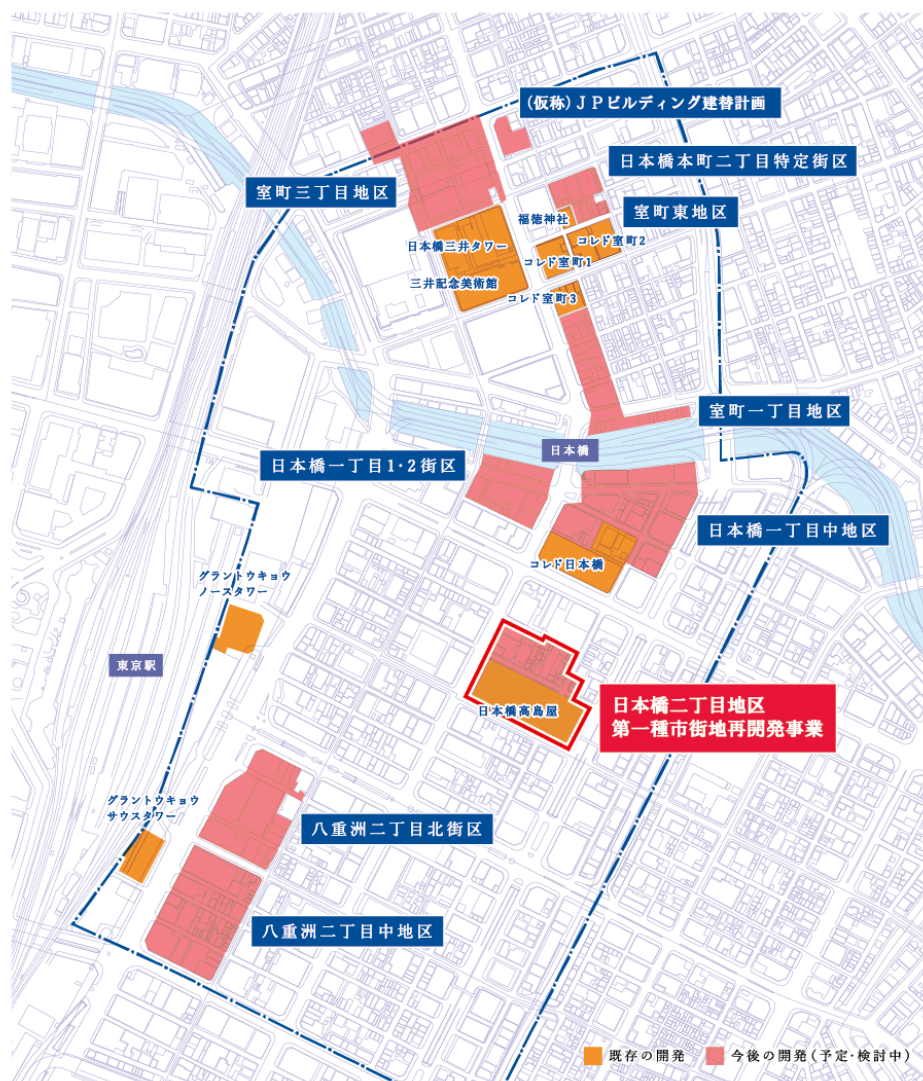 (仮称)JPビルディング建替計画
日本橋本町二丁目特定街区
室町三丁目地区
室町東地区
福徳神社
コレド室町2
日本橋三井タワー
コレド室町1
三井記念美術館
コレド室町3
室町一丁目地区
日本橋
日本橋一丁目1・2街区
日本橋一丁目中地区
コレド日本橋
グラントウキョウ
ノースタワー
東京駅
日本橋高島屋
日本橋二丁目地区
第一種市街地再開発事業
グラントウキョウ
サウスタワー
八重洲二丁目北街区
八重洲二丁目中地区
既存の開発
今後の開発(予定・検討中)